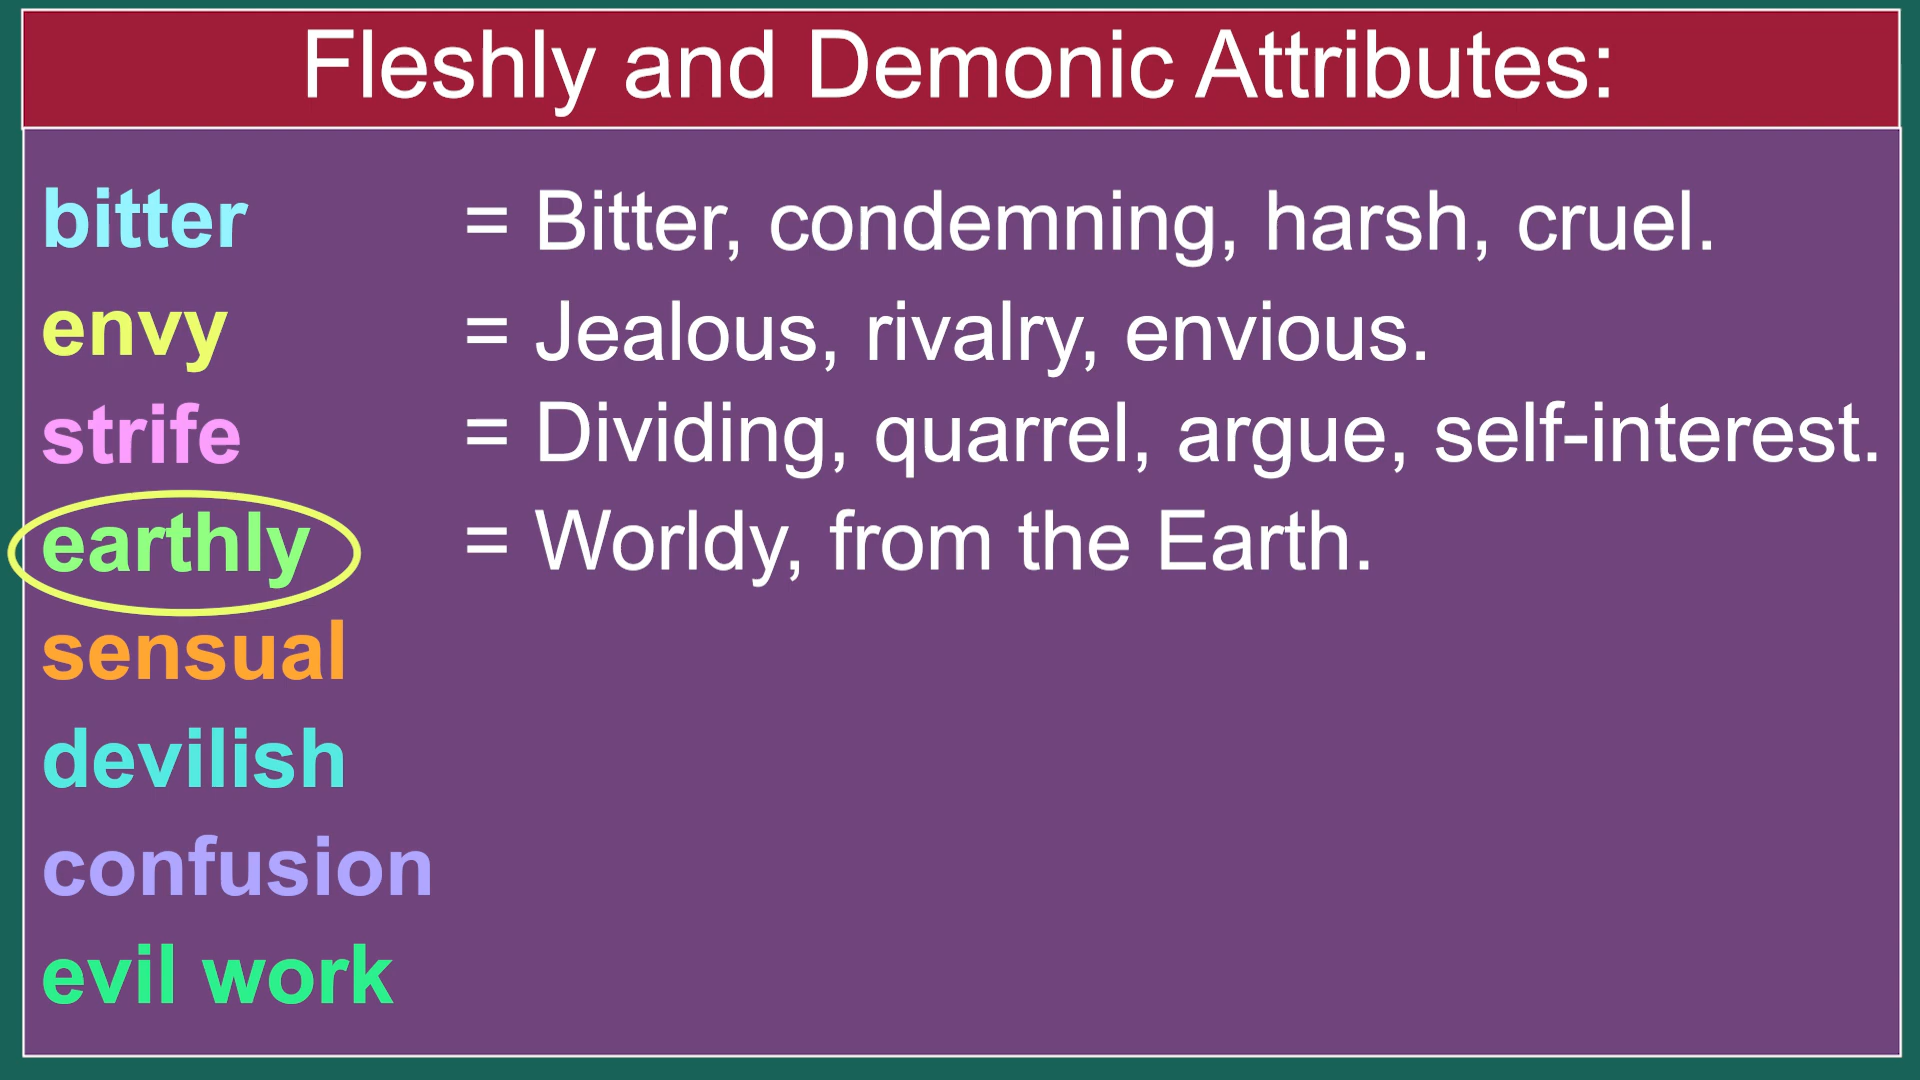 Fleshly and Demonic Attributes:
bitter = Bitter, condemning, harsh, cruel.
envy = Jealous, rivalry, envious.
strife = Dividing, quarrel, argue, self-interest.
earthly = Worldy, from the Earth.
sensual
devilish
confusion
evil work